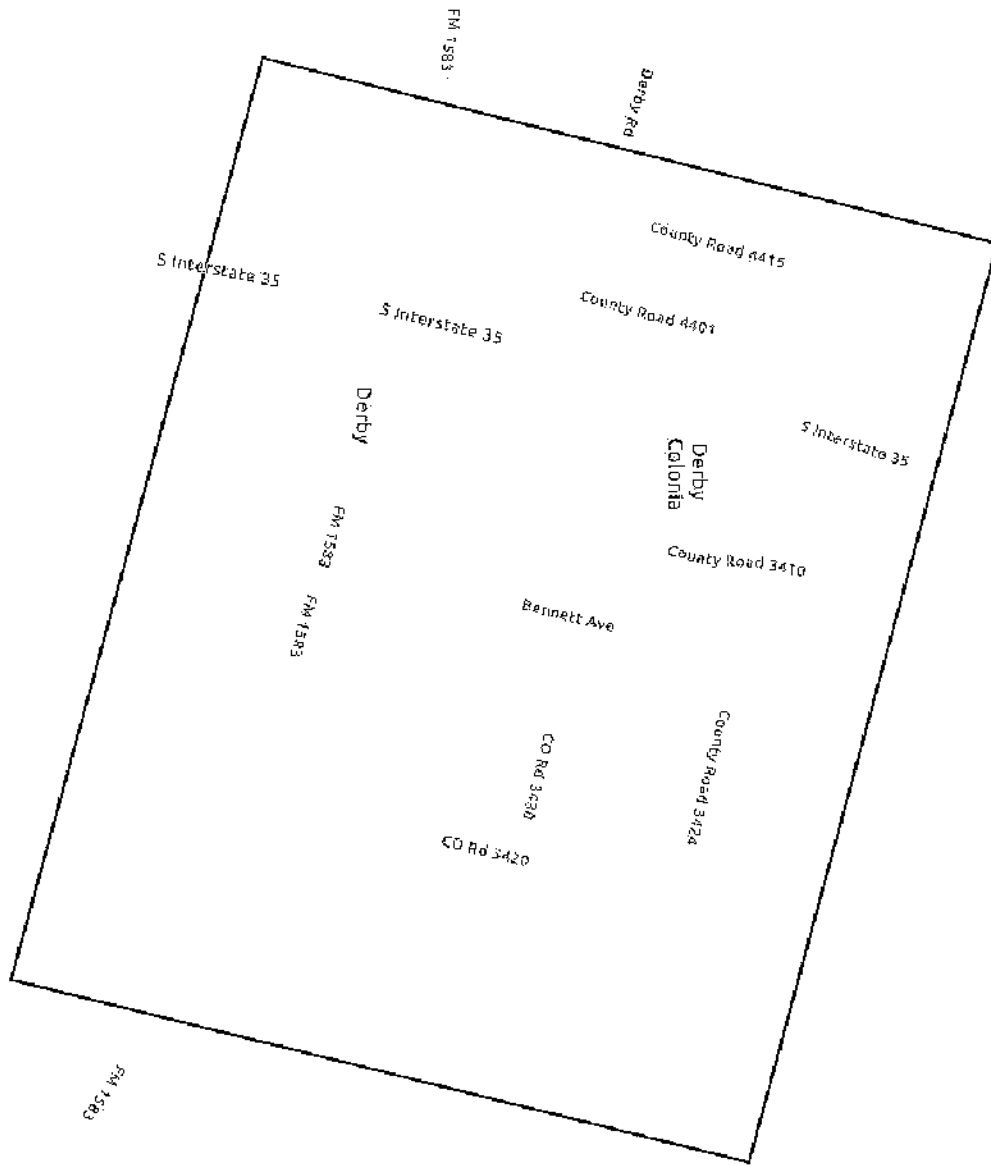 FM 1583
Derby Rd
County Road 4415
S Interstate 35
County Road 4401
S Interstate 35
Derby
S Interstate 35
Derby
Colonia
FM 1583
County Road 3410
FM 1583
Bennett Ave
County Road 3424
CO Rd 3430
CO Rd 3420
FM 1583